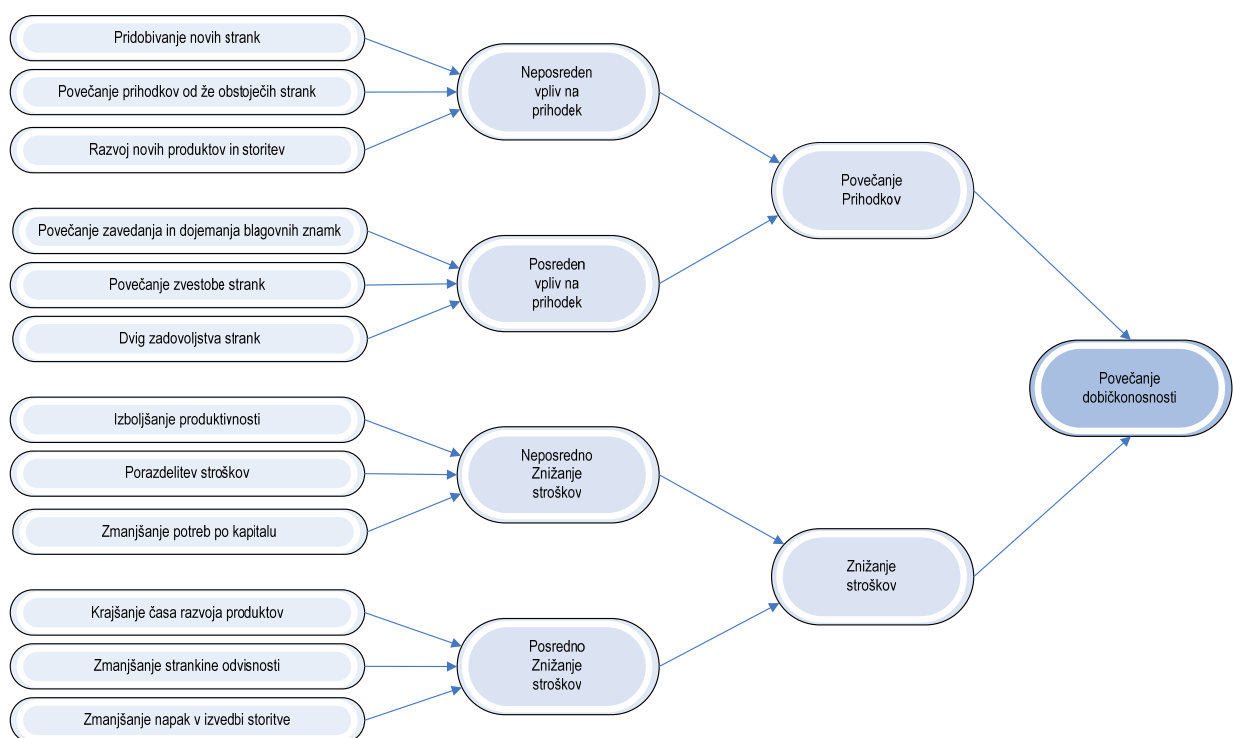 Pridobivanje novih strank
Povečanje prihodkov od že obstoječih strank
Razvoj novih produktov in storitev
Neposreden
vpliv na
prihodek
Povečanje zavedanja in dojemanja blagovnih znamk
Povečanje zvestobe strank
Dvig zadovoljstva strank
Posreden
vpliv na
prihodek
Povečanje
Prihodkov
Izboljšanje produktivnosti
Porazdelitev stroškov
Zmanjšanje potreb po kapitalu
Neposredno
Znižanje
stroškov
Krajšanje časa razvoja produktov
Zmanjšanje strankine odvisnosti
Zmanjšanje napak v izvedbi storitve
Posredno
Znižanje
stroškov
Znižanje
stroškov
Povečanje
dobičkonosnosti